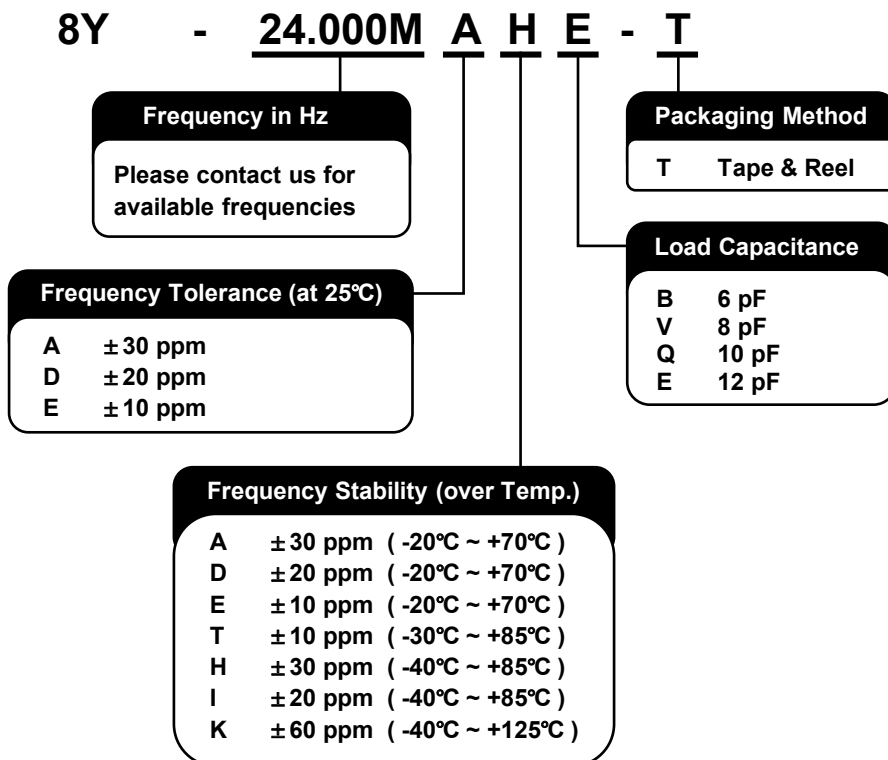 8Y - 24.000M A H E - T
Frequency in Hz
Please contact us for
available frequencies
Packaging Method
T Tape & Reel
Load Capacitance
B 6 pF
V 8 pF
Q 10 pF
E 12 pF
Frequency Tolerance (at 25℃)
A ±30 ppm
D ±20 ppm
E ±10 ppm
Frequency Stability (over Temp.)
A ±30 ppm ( -20℃ ~ +70℃ )
D ±20 ppm ( -20℃ ~ +70℃ )
E ±10 ppm ( -20℃ ~ +70℃ )
T ±10 ppm ( -30℃ ~ +85℃ )
H ±30 ppm ( -40℃ ~ +85℃ )
I ±20 ppm ( -40℃ ~ +85℃ )
K ±60 ppm ( -40℃ ~ +125℃ )